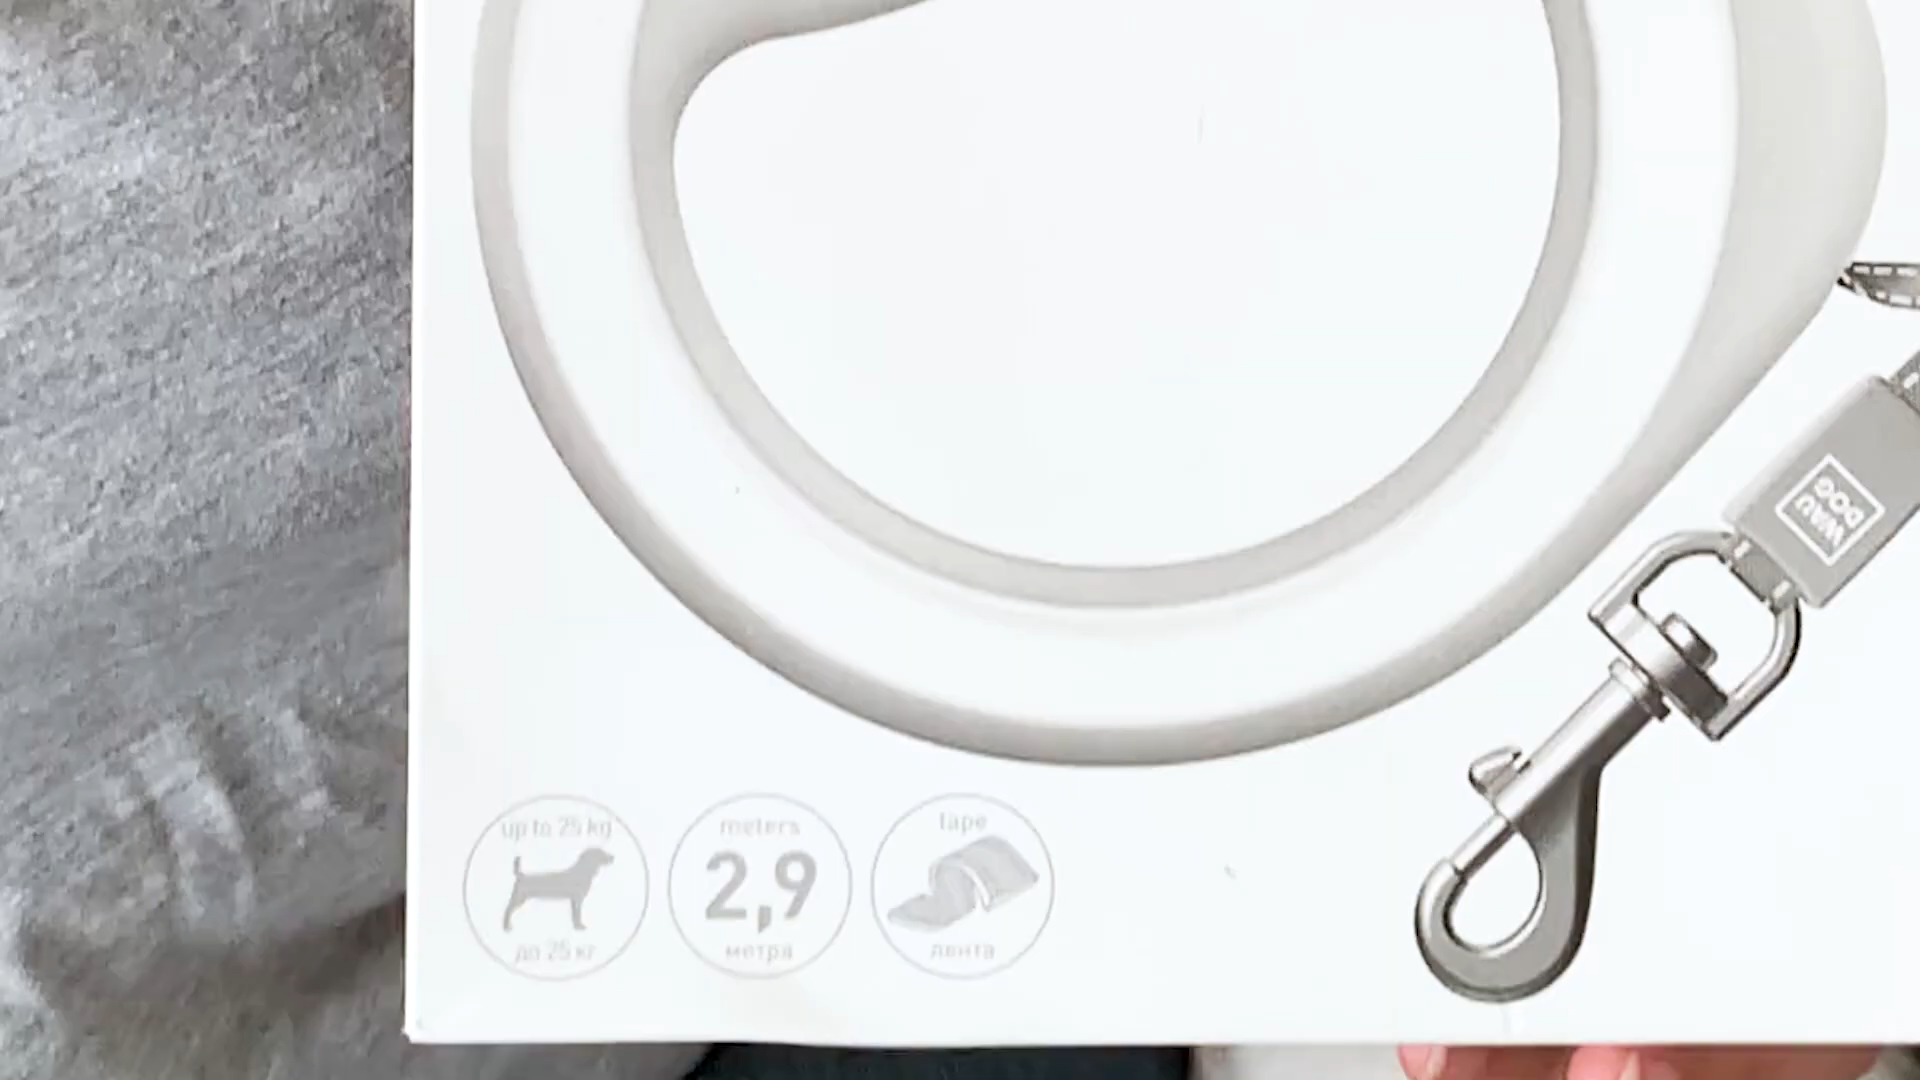 WAU
DOG
up to 25 kg
до 25 кг
meters
2,9
метра
tape
лента